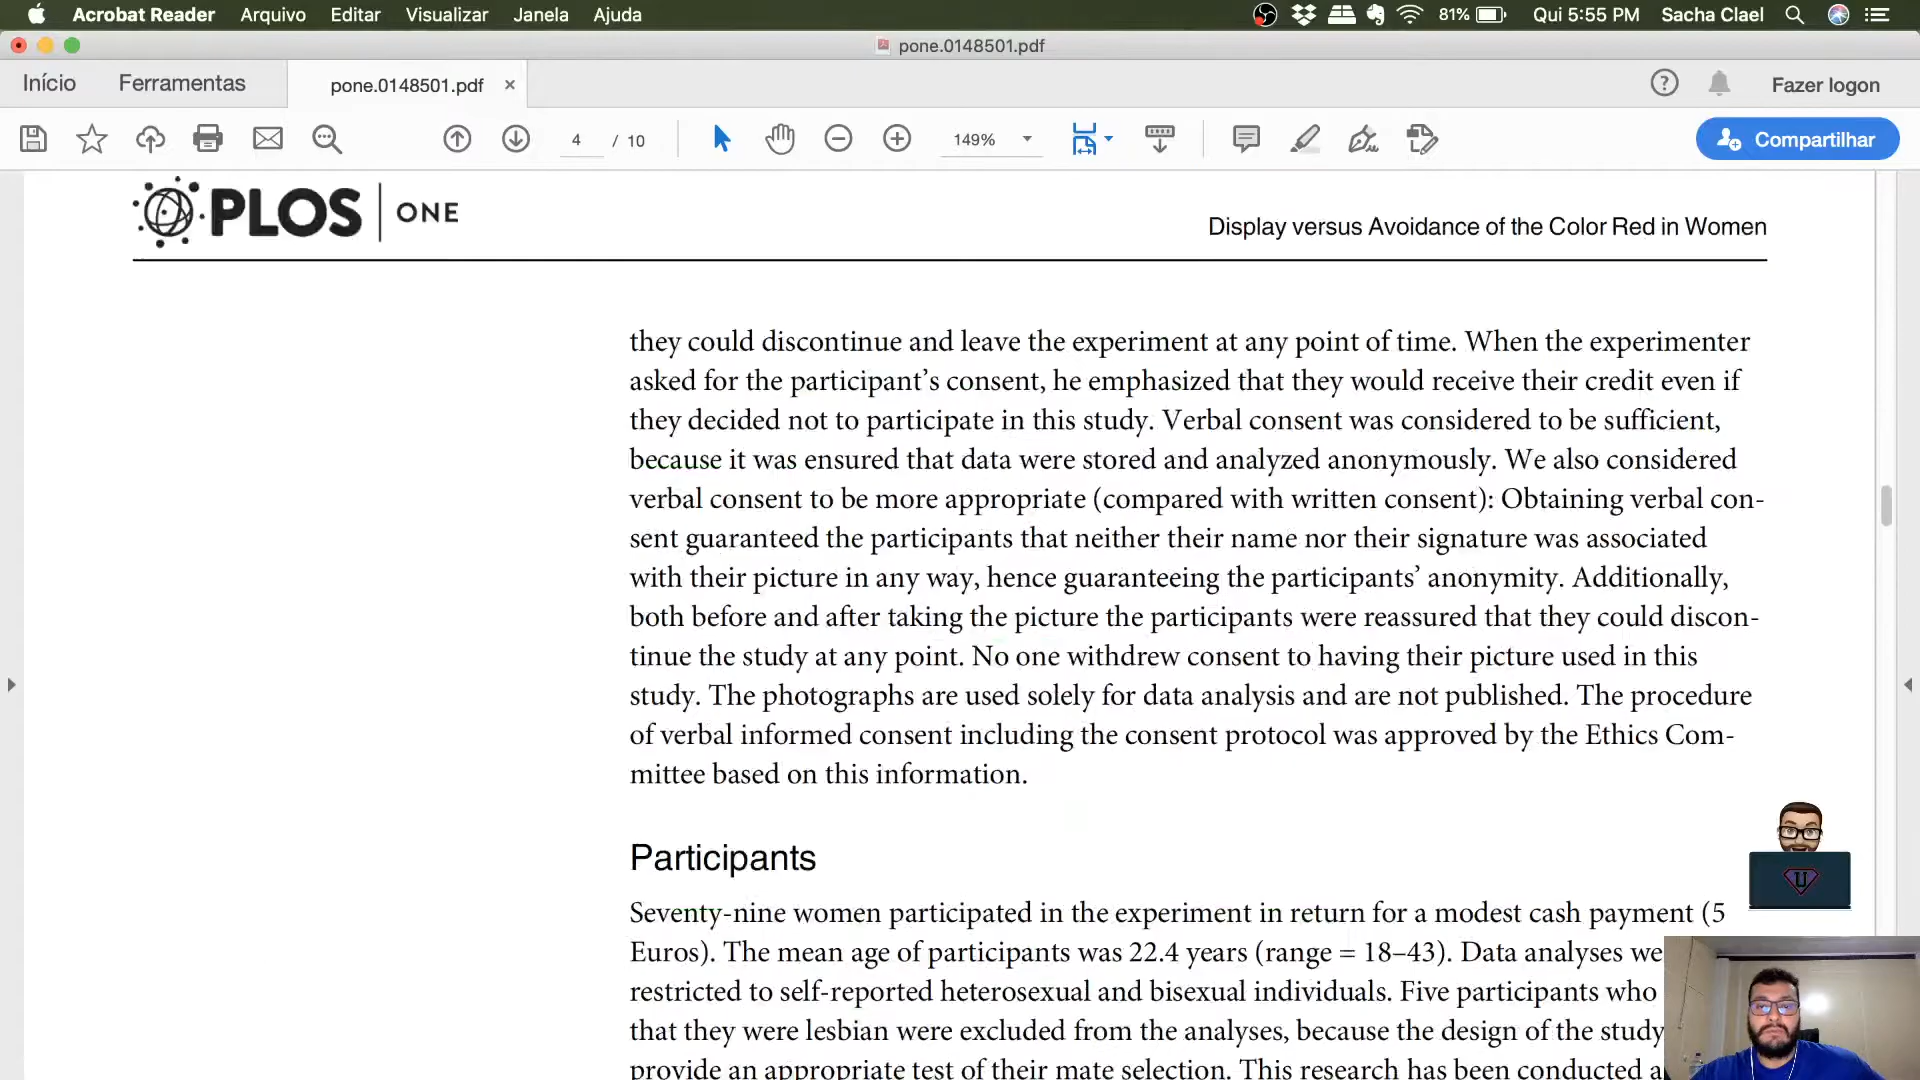 Acrobat Reader Arquivo Editar Visualizar Janela Ajuda 81% Qui 5:55 PM Sacha Clael
pone.0148501.pdf
Início Ferramentas pone.0148501.pdf × ? Fazer logon
4 / 10 149% Compartilhar
PLOS ONE
Display versus Avoidance of the Color Red in Women
they could discontinue and leave the experiment at any point of time. When the experimenter
asked for the participant’s consent, he emphasized that they would receive their credit even if
they decided not to participate in this study. Verbal consent was considered to be sufficient,
because it was ensured that data were stored and analyzed anonymously. We also considered
verbal consent to be more appropriate (compared with written consent): Obtaining verbal con-
sent guaranteed the participants that neither their name nor their signature was associated
with their picture in any way, hence guaranteeing the participants’ anonymity. Additionally,
both before and after taking the picture the participants were reassured that they could discon-
tinue the study at any point. No one withdrew consent to having their picture used in this
study. The photographs are used solely for data analysis and are not published. The procedure
of verbal informed consent including the consent protocol was approved by the Ethics Com-
mittee based on this information.
Participants
U
Seventy-nine women participated in the experiment in return for a modest cash payment (5
Euros). The mean age of participants was 22.4 years (range = 18–43). Data analyses we
restricted to self-reported heterosexual and bisexual individuals. Five participants who
that they were lesbian were excluded from the analyses, because the design of the study
provide an appropriate test of their mate selection. This research has been conducted a